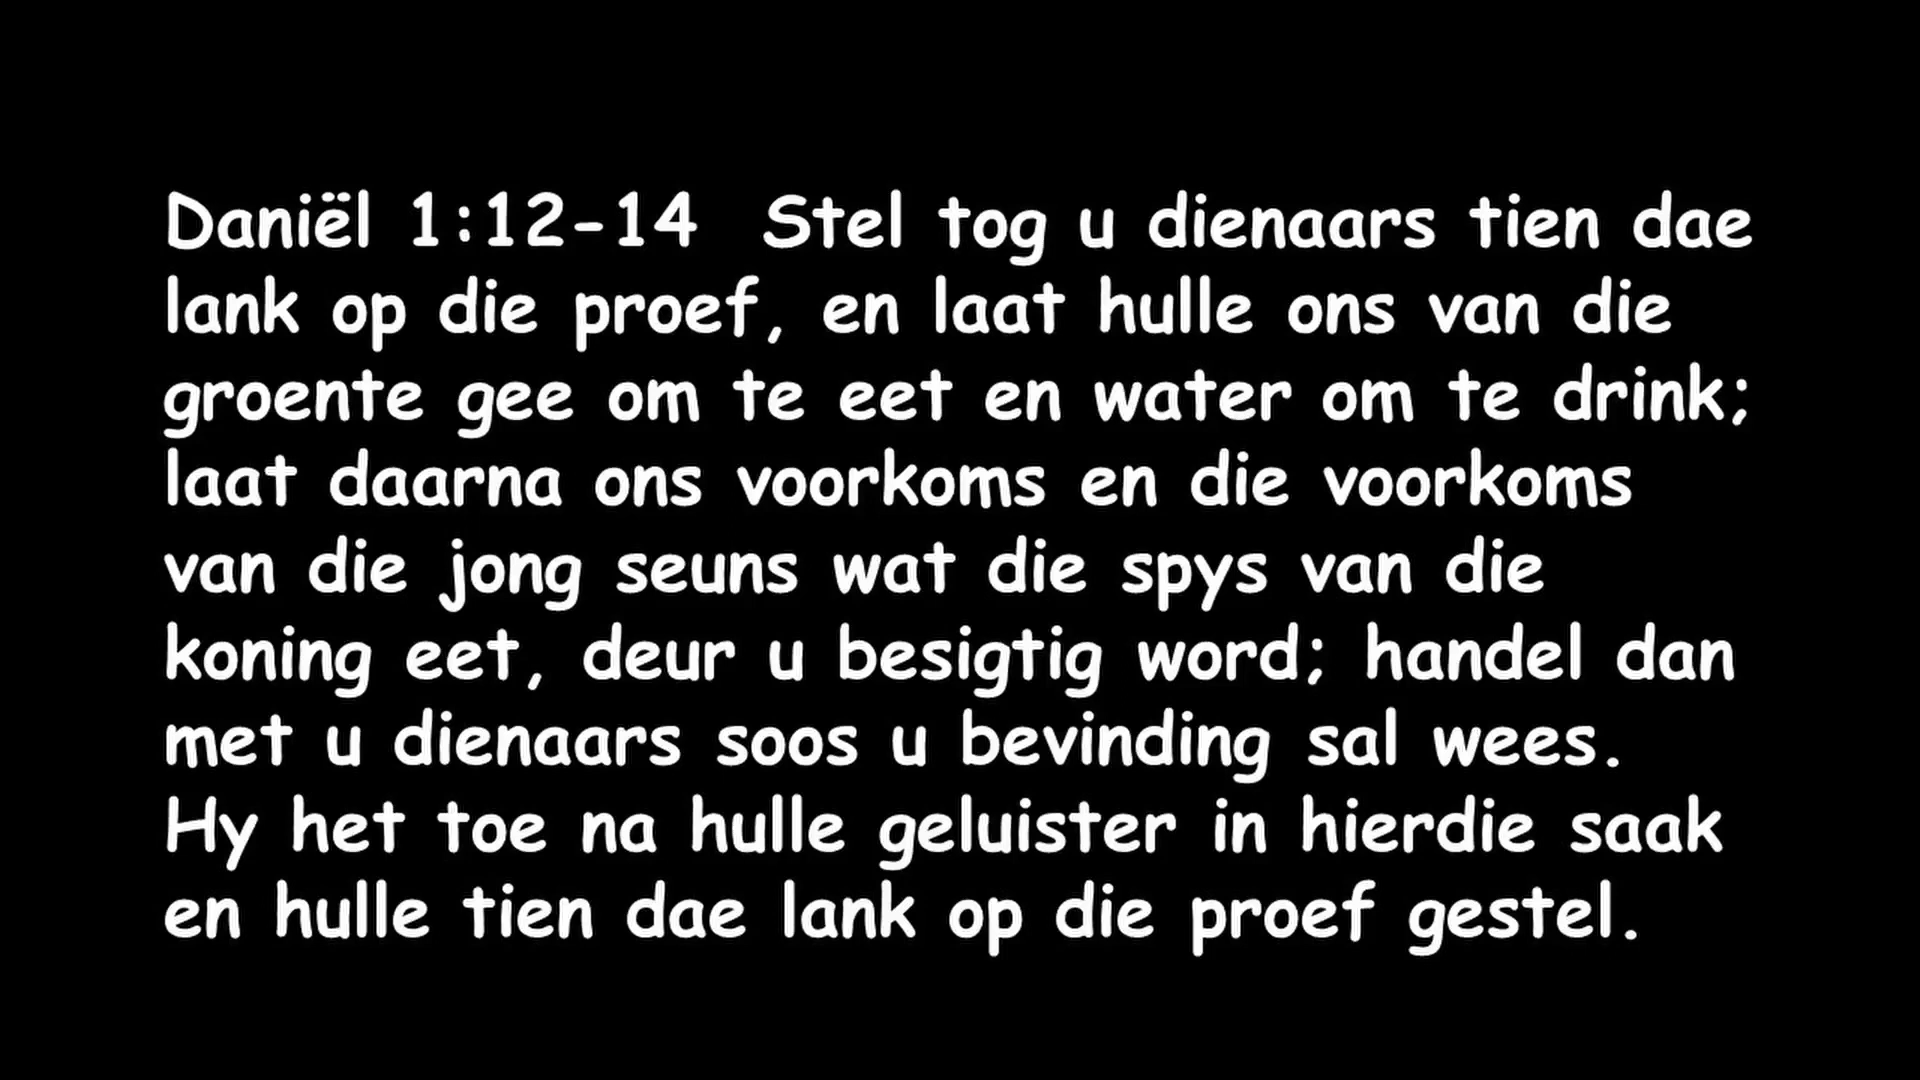 Daniël 1:12-14  Stel tog u dienaars tien dae
lank op die proef, en laat hulle ons van die
groente gee om te eet en water om te drink;
laat daarna ons voorkoms en die voorkoms
van die jong seuns wat die spys van die
koning eet, deur u besigtig word; handel dan
met u dienaars soos u bevinding sal wees.
Hy het toe na hulle geluister in hierdie saak
en hulle tien dae lank op die proef gestel.